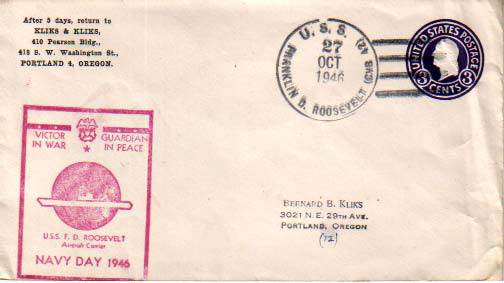 After 5 days, return to
KLIKS & KLIKS,
410 Pearson Bldg.,
418 S. W. Washington St.,
PORTLAND 4, OREGON.
U. S. S.
27
OCT
1946
FRANKLIN D. ROOSEVELT (CVB 42)
UNITED STATES POSTAGE
3 CENTS 3
VICTOR GUARDIAN
IN WAR IN PEACE
U.S.S. F. D. ROOSEVELT
Aircraft Carrier
NAVY DAY 1946
BERNARD B. KLIKS
3021 N. E. 29TH AVE.
PORTLAND, OREGON
(12)